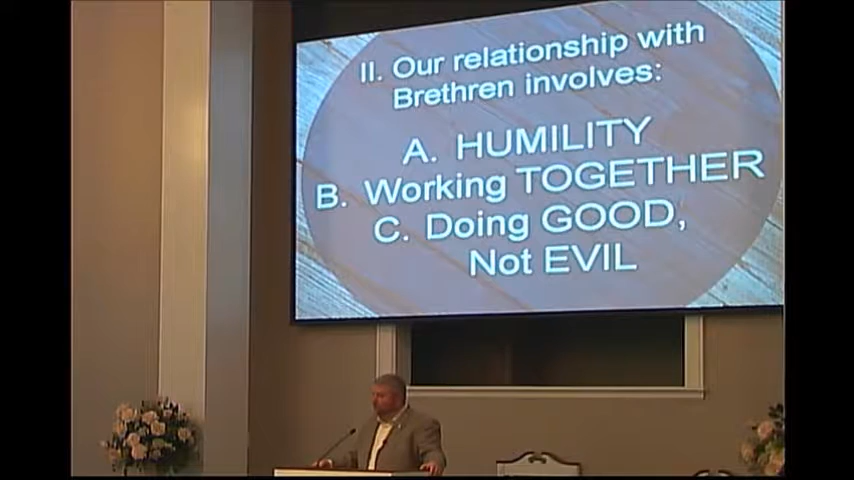 II. Our relationship with
Brethren involves:
A. HUMILITY
B. Working TOGETHER
C. Doing GOOD,
Not EVIL